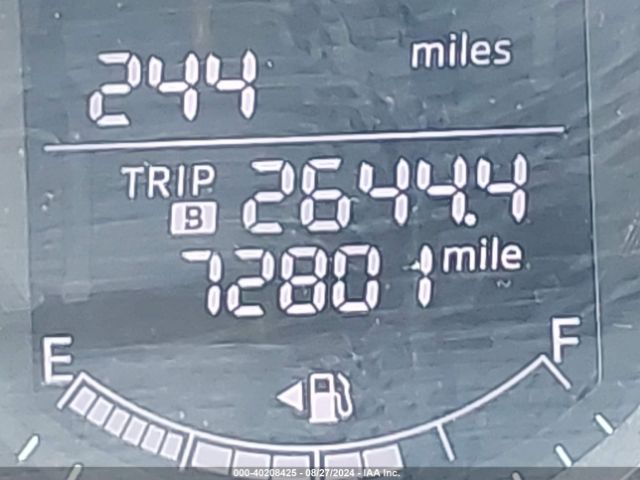 244 miles
TRIP B 2644.4
72801 mile
E F
000-40208425 - 08/27/2024 - IAA Inc.